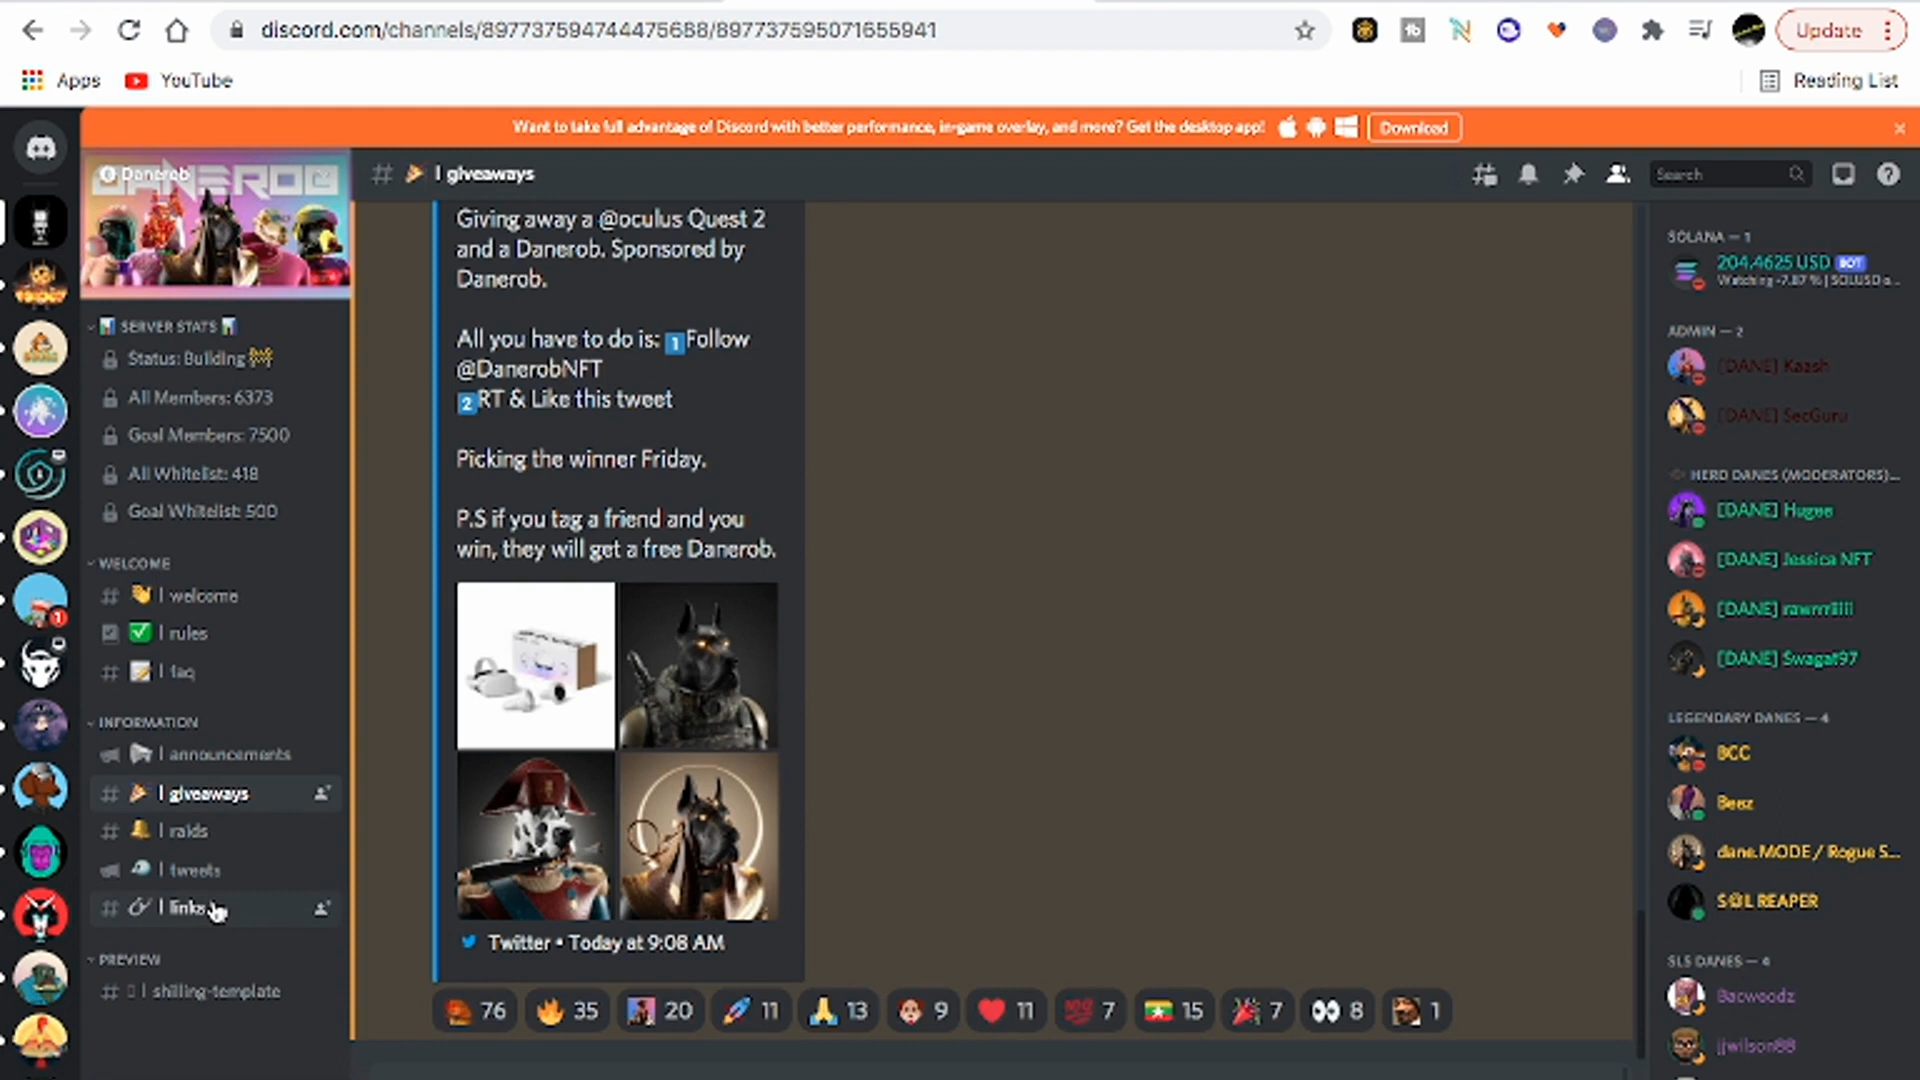 discord.com/channels/897737594744475688/897737595071655941
Update
Apps
YouTube
Reading List
Want to take full advantage of Discord with better performance, in-game overlay, and more? Get the desktop app!
Download
DANEROB
Danerob
| giveaways
Search
SERVER STATS
Status: Building
All Members: 6373
Goal Members: 7500
All Whitelist: 418
Goal Whitelist: 500
WELCOME
| welcome
| rules
| faq
INFORMATION
| announcements
| giveaways
| raids
| tweets
| links
PREVIEW
| shilling-template
Giving away a @oculus Quest 2
and a Danerob. Sponsored by
Danerob.
All you have to do is: 1 Follow
@DanerobNFT
2 RT & Like this tweet
Picking the winner Friday.
P.S if you tag a friend and you
win, they will get a free Danerob.
Twitter • Today at 9:08 AM
76 35 20 11 13 9 11 100 7 15 7 8 1
SOLANA — 1
204.4625 USD BOT
Watching -7.87 % | SOLUSD o...
ADMIN — 2
[DANE] Kaash
[DANE] SecGuru
HERD DANES (MODERATORS)...
[DANE] Hugee
[DANE] Jessica NFT
[DANE] rawrrriiiii
[DANE] Swagat97
LEGENDARY DANES — 4
BCC
Beez
dane.MODE / Rogue S...
S@L REAPER
SLS DANES — 4
Bacwoodz
jjwilson88
1